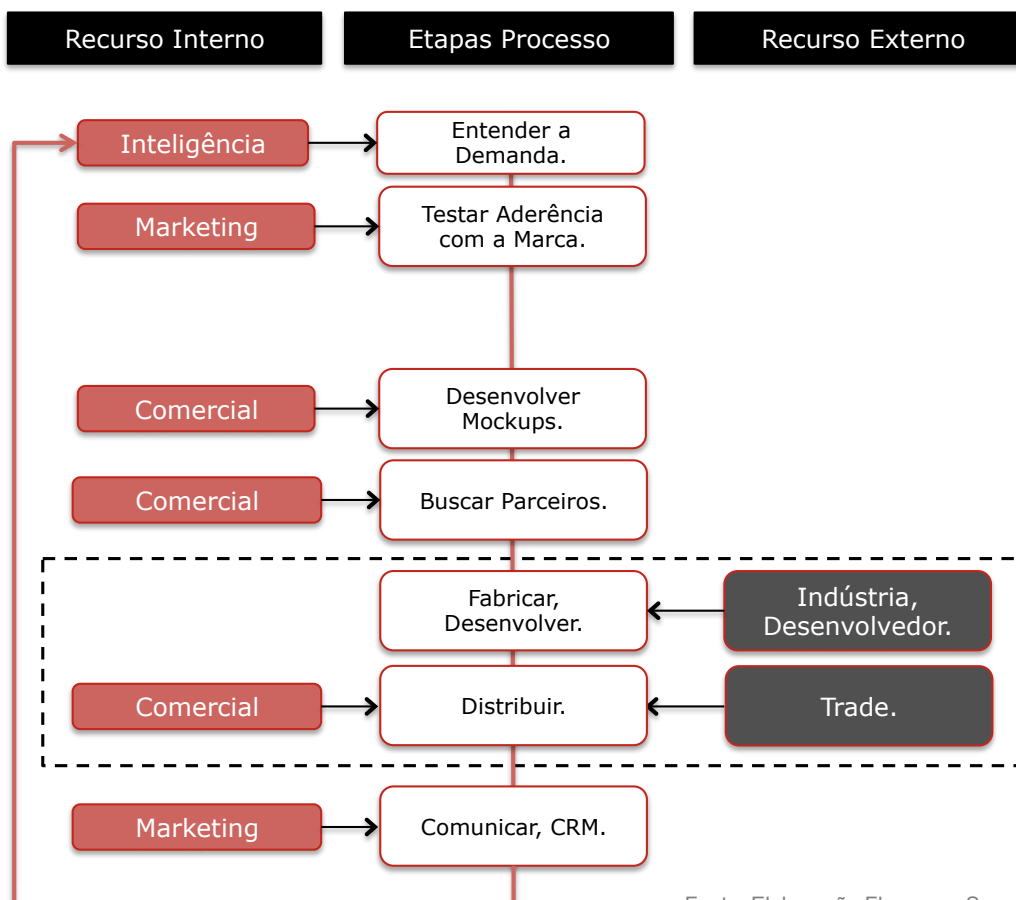 Recurso Interno
Etapas Processo
Recurso Externo
Inteligência
Entender a
Demanda.
Marketing
Testar Aderência
com a Marca.
Comercial
Desenvolver
Mockups.
Comercial
Buscar Parceiros.
Fabricar,
Desenvolver.
Indústria,
Desenvolvedor.
Comercial
Distribuir.
Trade.
Marketing
Comunicar, CRM.